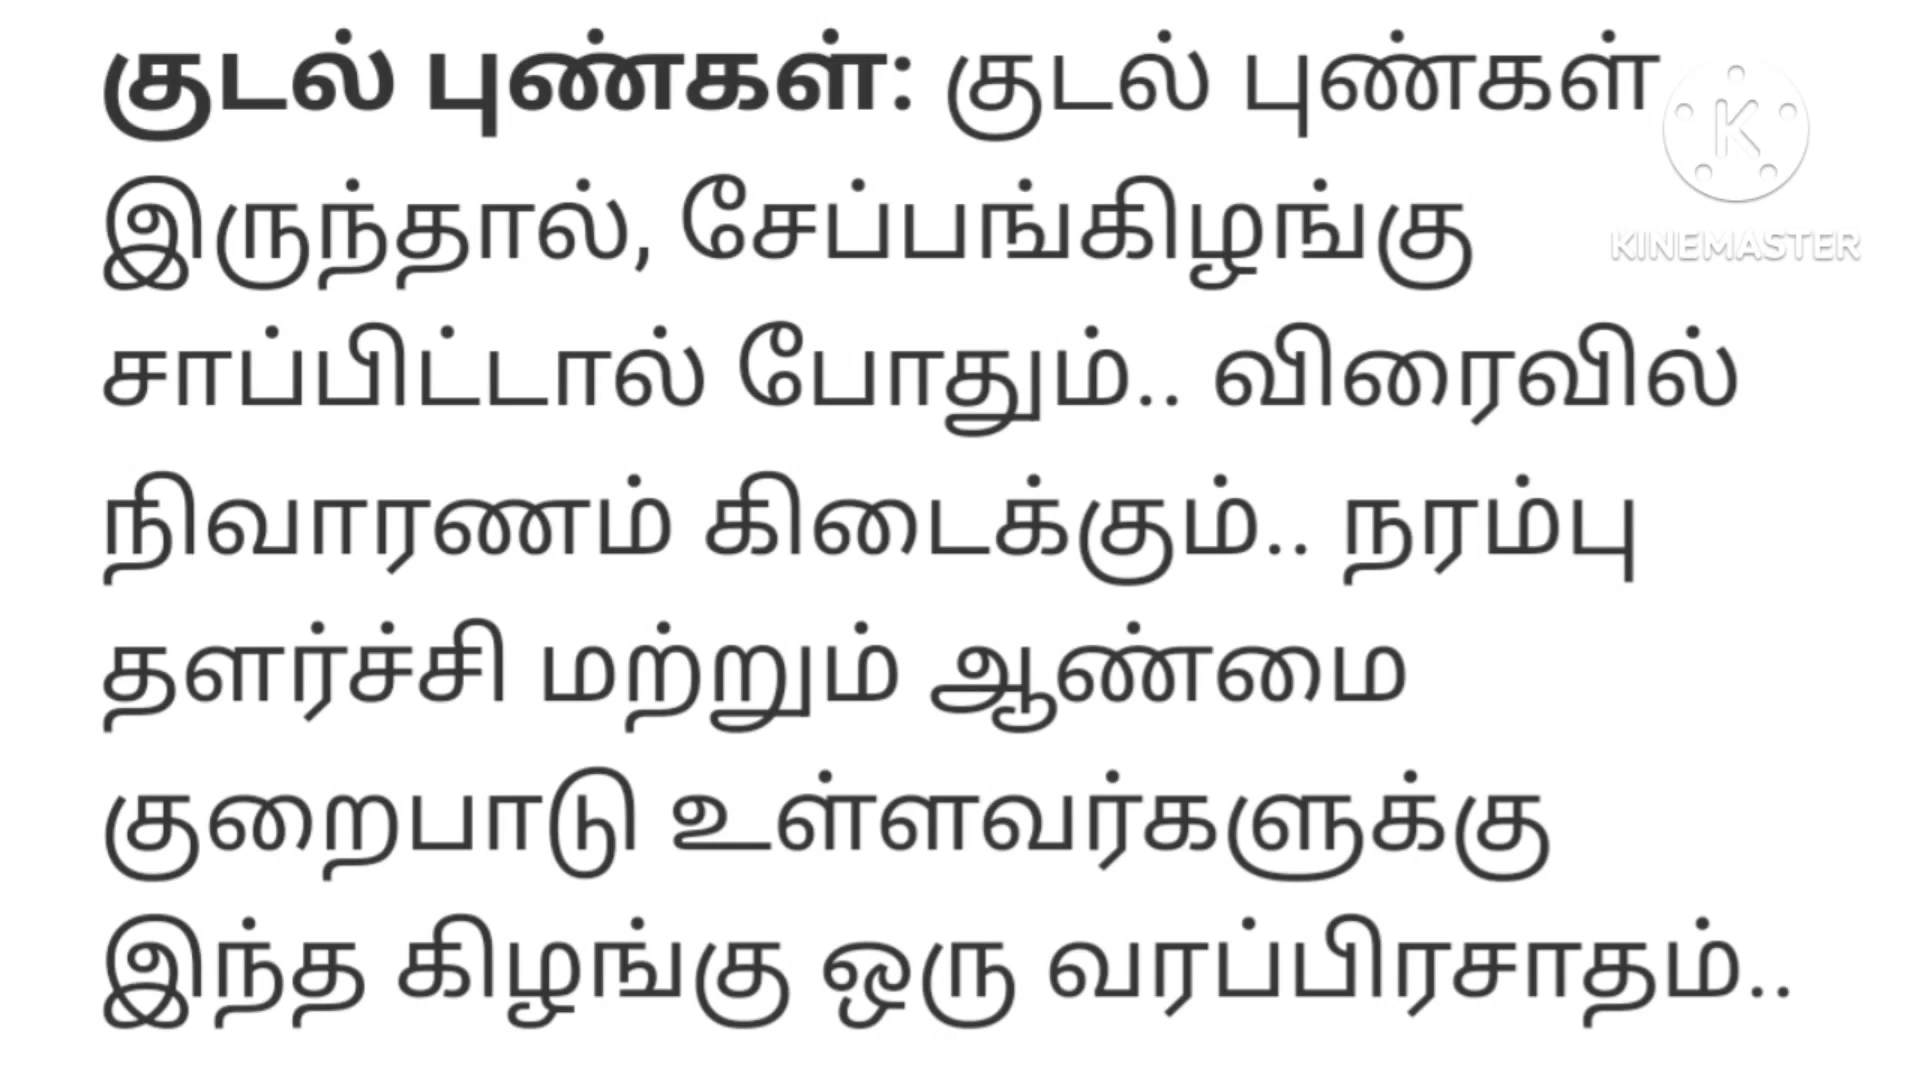 குடல் புண்கள்: குடல் புண்கள்
இருந்தால், சேப்பங்கிழங்கு
சாப்பிட்டால் போதும்.. விரைவில்
நிவாரணம் கிடைக்கும்.. நரம்பு
தளர்ச்சி மற்றும் ஆண்மை
குறைபாடு உள்ளவர்களுக்கு
இந்த கிழங்கு ஒரு வரப்பிரசாதம்..
K
KINEMASTER